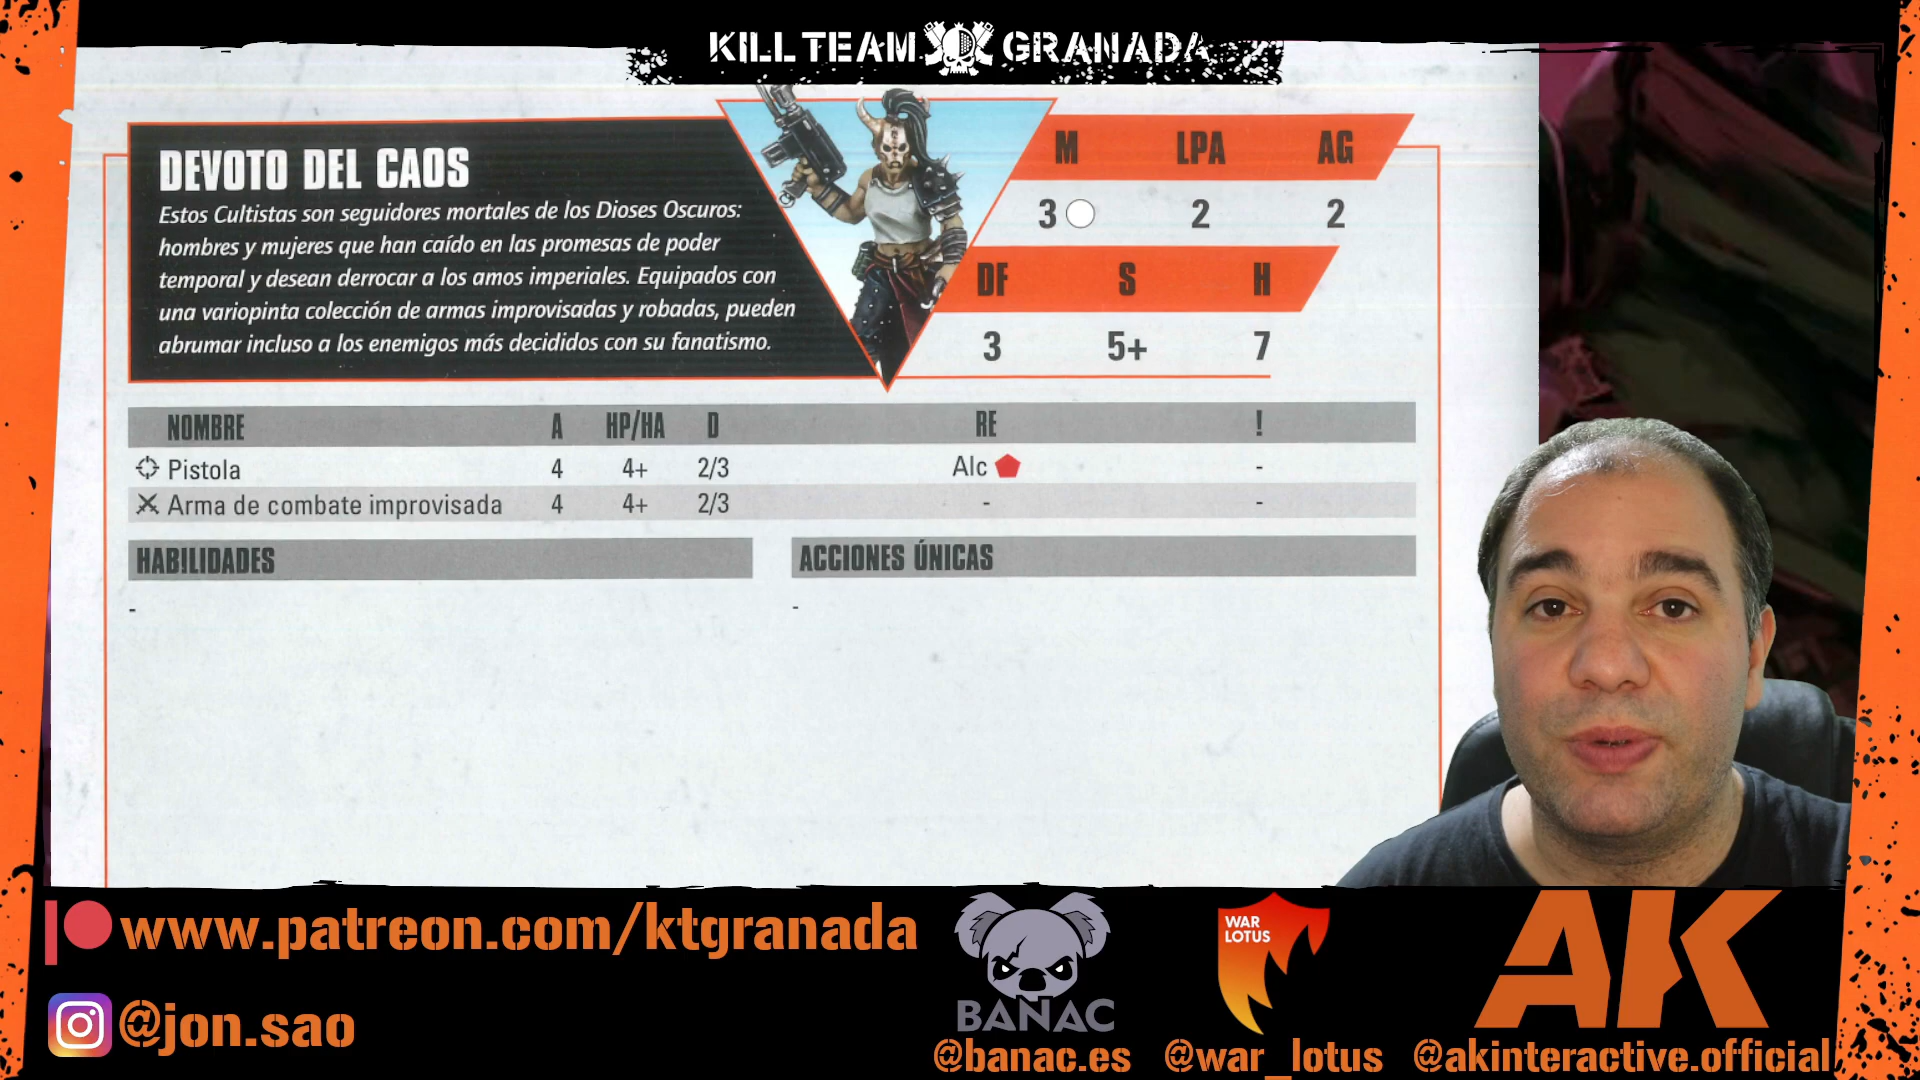 KILL TEAM GRANADA
DEVOTO DEL CAOS
Estos Cultistas son seguidores mortales de los Dioses Oscuros:
hombres y mujeres que han caído en las promesas de poder
temporal y desean derrocar a los amos imperiales. Equipados con
una variopinta colección de armas improvisadas y robadas, pueden
abrumar incluso a los enemigos más decididos con su fanatismo.
M LPA AG
3 2 2
DF S H
3 5+ 7
NOMBRE A HP/HA D RE !
Pistola 4 4+ 2/3 Alc -
Arma de combate improvisada 4 4+ 2/3 - -
HABILIDADES ACCIONES ÚNICAS
- -
www.patreon.com/ktgranada
@jon.sao
BANAC
@banac.es
WAR
LOTUS
@war_lotus
AK
@akinteractive.official